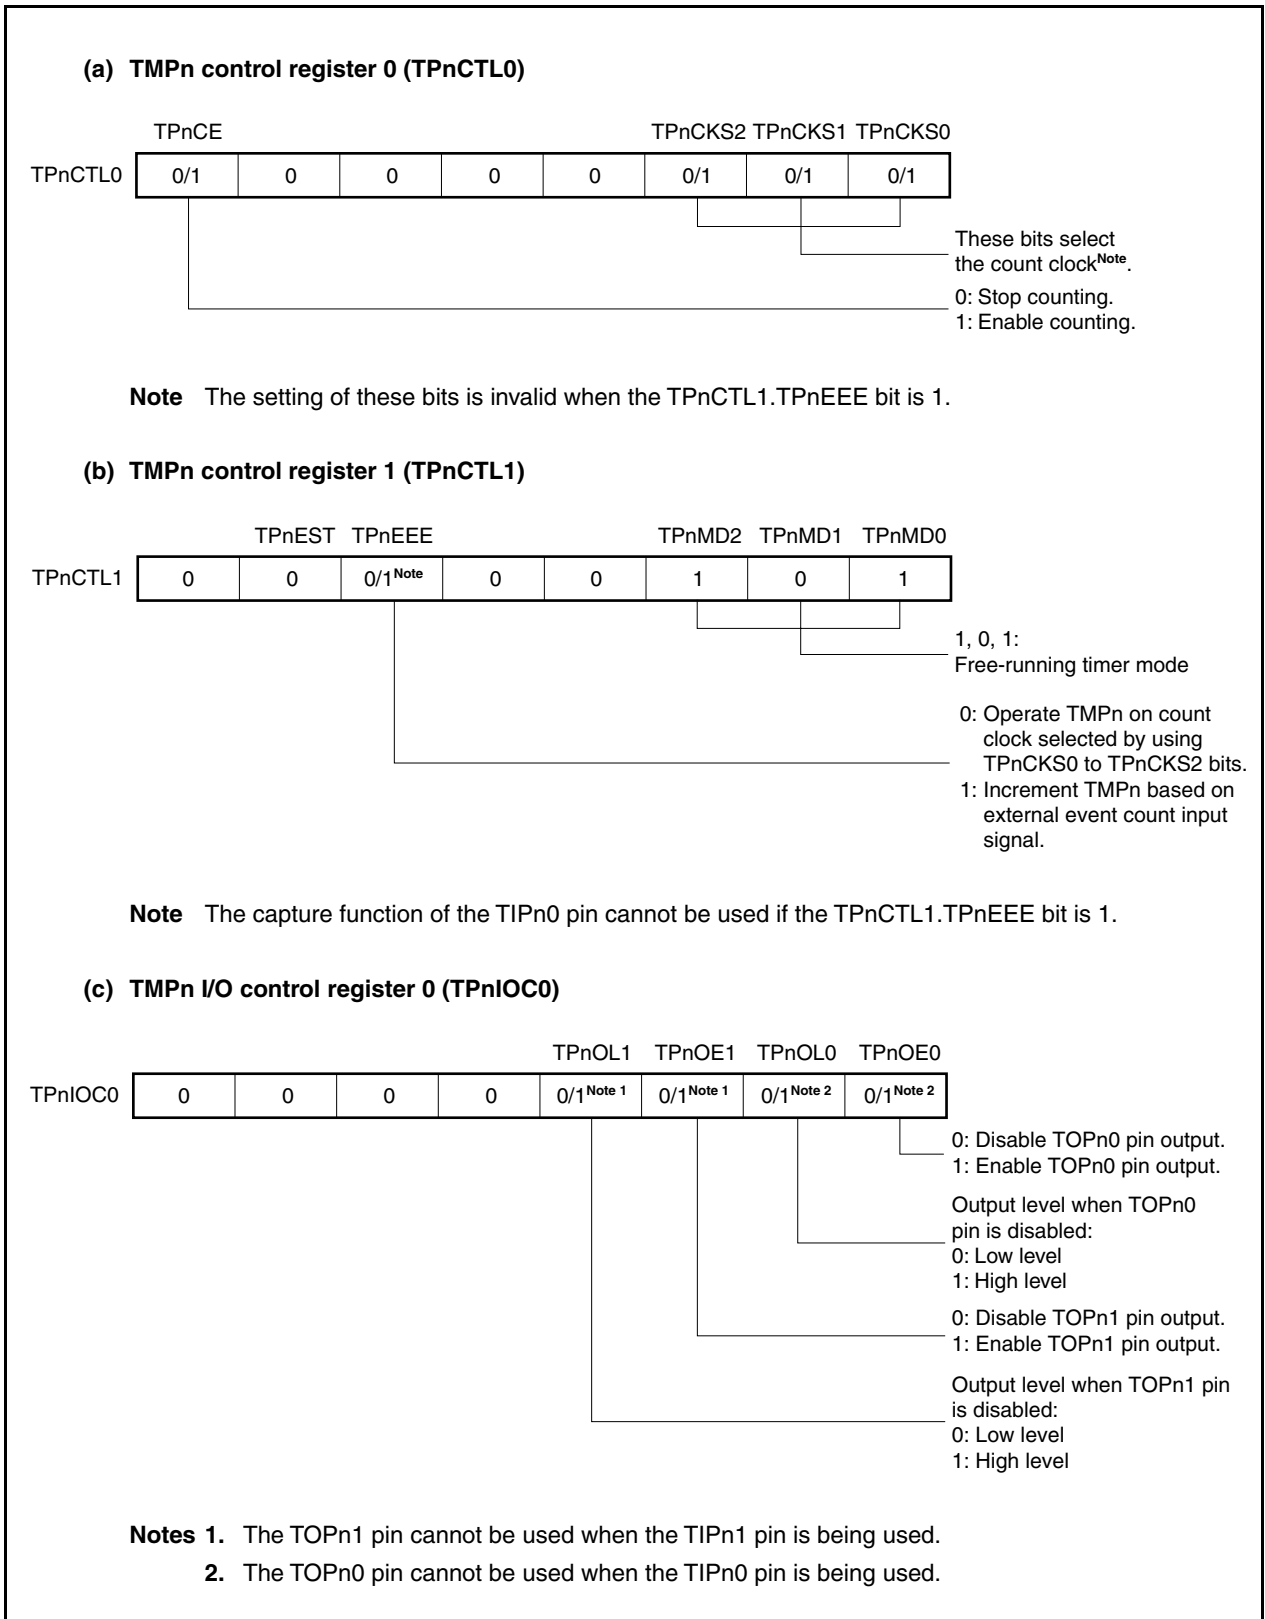 (a) TMPn control register 0 (TPnCTL0)
TPnCE TPnCKS2 TPnCKS1 TPnCKS0
TPnCTL0 0/1 0 0 0 0 0/1 0/1 0/1
These bits select
the count clockNote.
0: Stop counting.
1: Enable counting.
Note The setting of these bits is invalid when the TPnCTL1.TPnEEE bit is 1.
(b) TMPn control register 1 (TPnCTL1)
TPnEST TPnEEE TPnMD2 TPnMD1 TPnMD0
TPnCTL1 0 0 0/1Note 0 0 1 0 1
1, 0, 1:
Free-running timer mode
0: Operate TMPn on count
clock selected by using
TPnCKS0 to TPnCKS2 bits.
1: Increment TMPn based on
external event count input
signal.
Note The capture function of the TIPn0 pin cannot be used if the TPnCTL1.TPnEEE bit is 1.
(c) TMPn I/O control register 0 (TPnIOC0)
TPnOL1 TPnOE1 TPnOL0 TPnOE0
TPnIOC0 0 0 0 0 0/1Note 1 0/1Note 1 0/1Note 2 0/1Note 2
0: Disable TOPn0 pin output.
1: Enable TOPn0 pin output.
Output level when TOPn0
pin is disabled:
0: Low level
1: High level
0: Disable TOPn1 pin output.
1: Enable TOPn1 pin output.
Output level when TOPn1 pin
is disabled:
0: Low level
1: High level
Notes 1. The TOPn1 pin cannot be used when the TIPn1 pin is being used.
2. The TOPn0 pin cannot be used when the TIPn0 pin is being used.